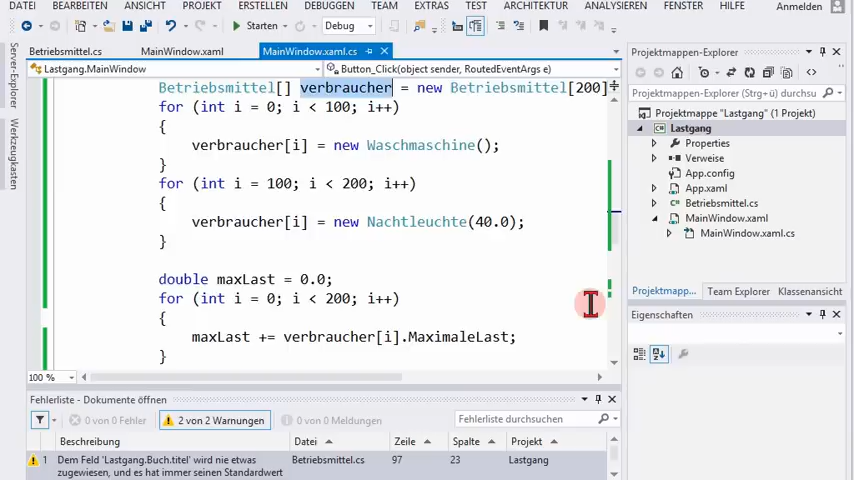 DATEI BEARBEITEN ANSICHT PROJEKT ERSTELLEN DEBUGGEN TEAM EXTRAS TEST ARCHITEKTUR ANALYSIEREN FENSTER HILFE Anmelden
Starten Debug
Betriebsmittel.cs MainWindow.xaml MainWindow.xaml.cs
Lastgang.MainWindow Button_Click(object sender, RoutedEventArgs e)
Betriebsmittel[] verbraucher = new Betriebsmittel[200]
for (int i = 0; i < 100; i++)
{
verbraucher[i] = new Waschmaschine();
}
for (int i = 100; i < 200; i++)
{
verbraucher[i] = new Nachtleuchte(40.0);
}
double maxLast = 0.0;
for (int i = 0; i < 200; i++)
{
maxLast += verbraucher[i].MaximaleLast;
}
100 %
Server-Explorer
Werkzeugkasten
Projektmappen-Explorer
Projektmappen-Explorer (Strg+ü) durchsu
Projektmappe "Lastgang" (1 Projekt)
Lastgang
Properties
Verweise
App.config
App.xaml
Betriebsmittel.cs
MainWindow.xaml
MainWindow.xaml.cs
Projektmapp... Team Explorer Klassenansicht
Eigenschaften
Fehlerliste - Dokumente öffnen
0 von 0 Fehler 2 von 2 Warnungen 0 von 0 Meldungen Fehlerliste durchsuchen
Beschreibung Datei Zeile Spalte Projekt
1 Dem Feld 'Lastgang.Buch.titel' wird nie etwas Betriebsmittel.cs 97 23 Lastgang
zugewiesen, und es hat immer seinen Standardwert